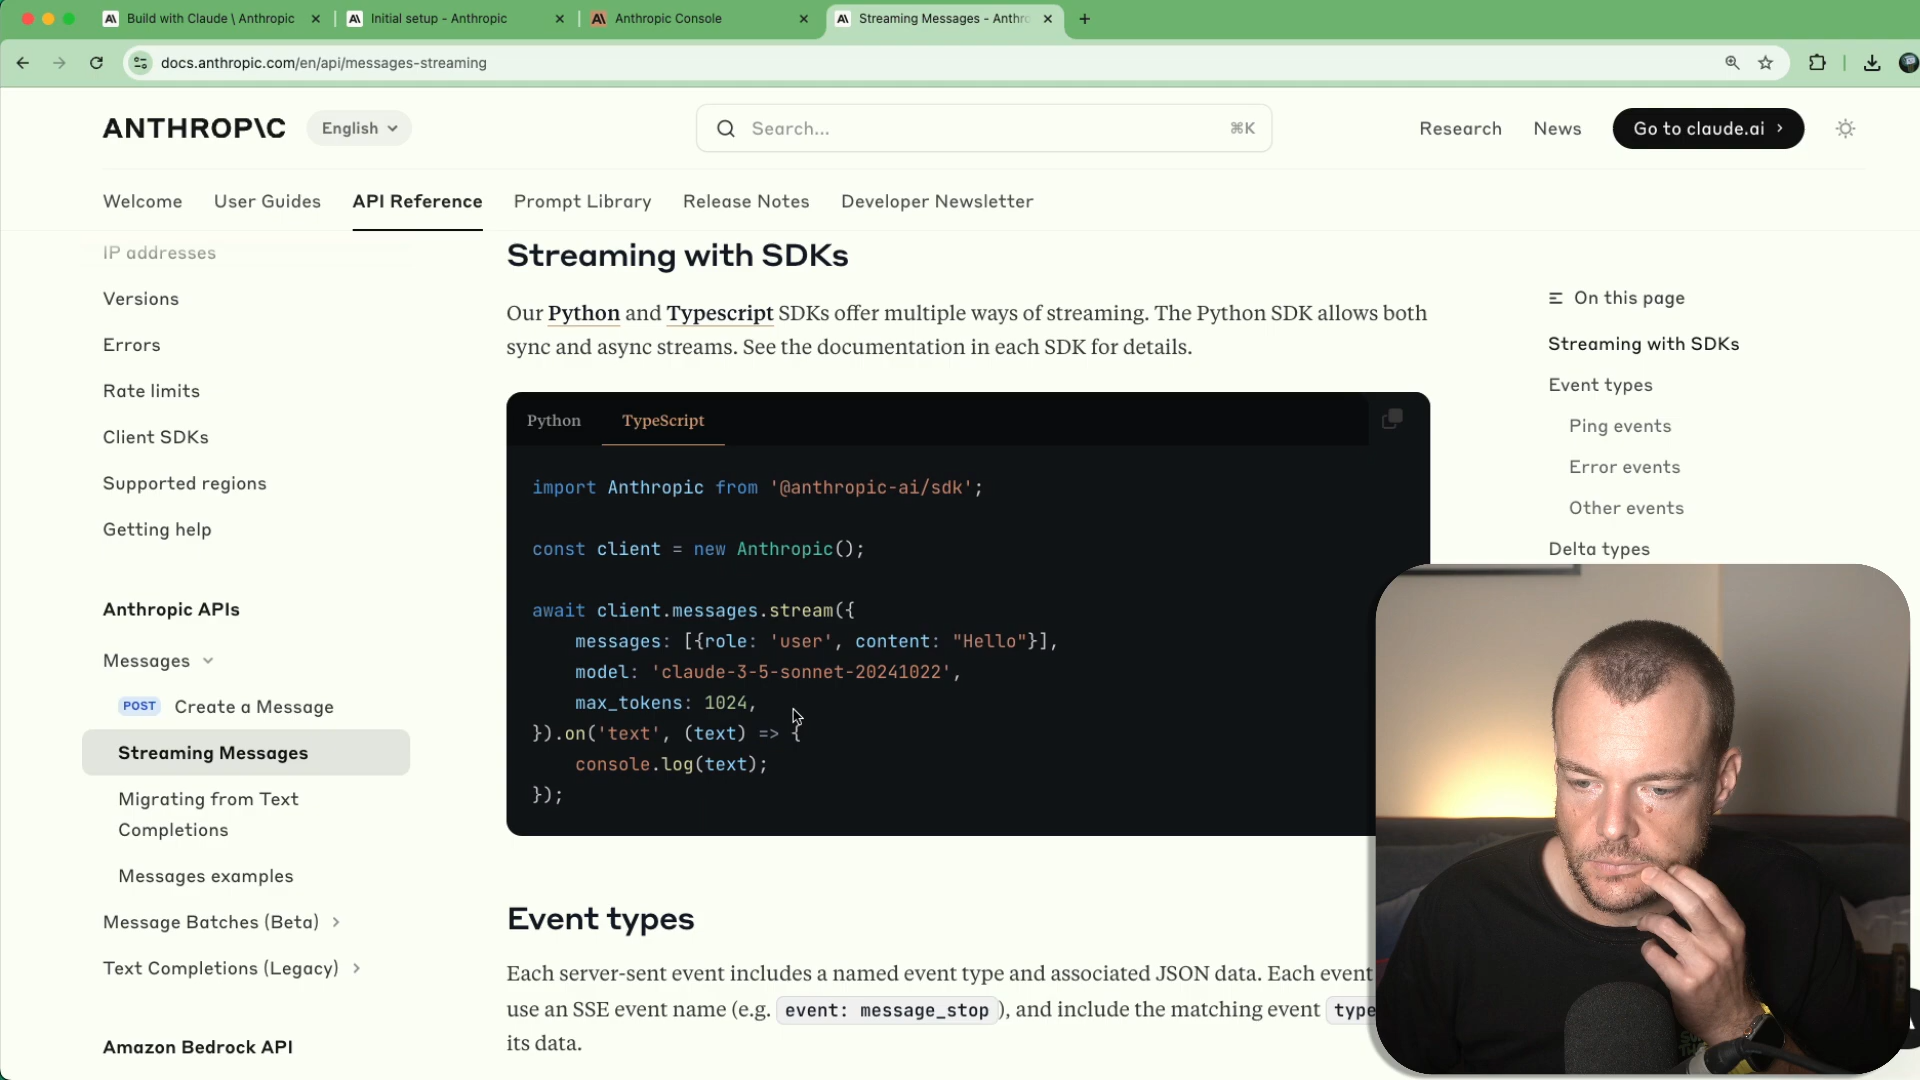 Build with Claude \ Anthropic
Initial setup - Anthropic
Anthropic Console
Streaming Messages - Anthro
docs.anthropic.com/en/api/messages-streaming
ANTHROP\C
English
Search...
⌘K
Research
News
Go to claude.ai
Welcome
User Guides
API Reference
Prompt Library
Release Notes
Developer Newsletter
IP addresses
Versions
Errors
Rate limits
Client SDKs
Supported regions
Getting help
Anthropic APIs
Messages
POST Create a Message
Streaming Messages
Migrating from Text
Completions
Messages examples
Message Batches (Beta)
Text Completions (Legacy)
Amazon Bedrock API
Streaming with SDKs
Our Python and Typescript SDKs offer multiple ways of streaming. The Python SDK allows both
sync and async streams. See the documentation in each SDK for details.
Python
TypeScript
import Anthropic from '@anthropic-ai/sdk';
const client = new Anthropic();
await client.messages.stream({
messages: [{role: 'user', content: "Hello"}],
model: 'claude-3-5-sonnet-20241022',
max_tokens: 1024,
}).on('text', (text) => {
console.log(text);
});
Event types
Each server-sent event includes a named event type and associated JSON data. Each event
use an SSE event name (e.g. event: message_stop), and include the matching event type
its data.
On this page
Streaming with SDKs
Event types
Ping events
Error events
Other events
Delta types